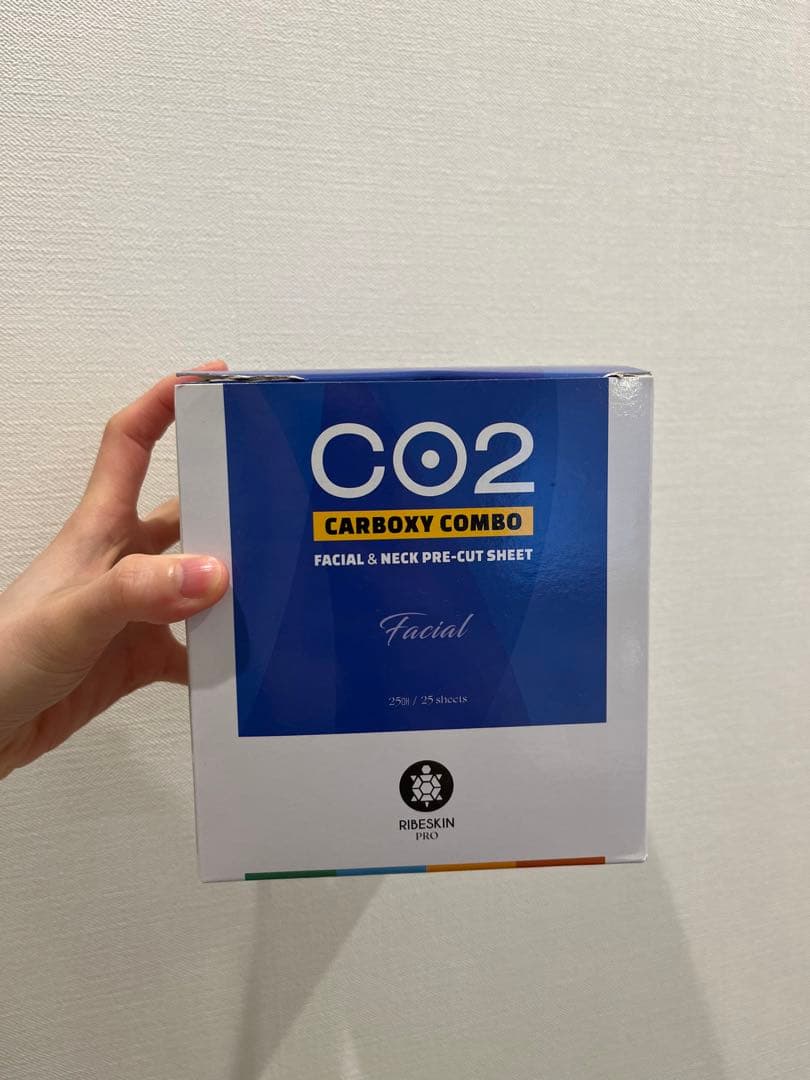 CO2
CARBOXY COMBO
FACIAL & NECK PRE-CUT SHEET
Facial
25매 / 25 sheets
RIBESKIN
PRO